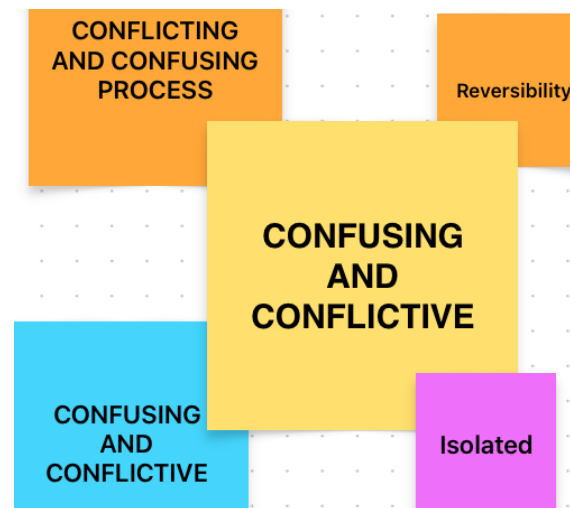 CONFLICTING
AND CONFUSING
PROCESS
Reversibility
CONFUSING
AND
CONFLICTIVE
CONFUSING
AND
CONFLICTIVE
Isolated